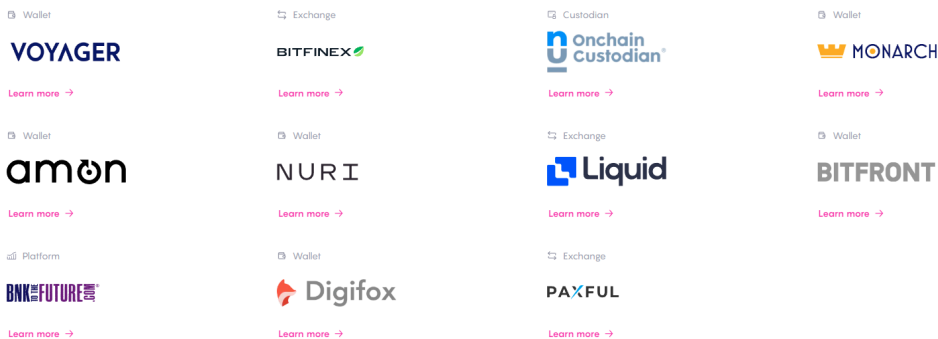 Wallet
VOYAGER
Learn more →
Exchange
BITFINEX
Learn more →
Custodian
Onchain
Custodian®
Learn more →
Wallet
MONARCH
Learn more →
Wallet
amon
Learn more →
Wallet
NURI
Learn more →
Exchange
Liquid
Learn more →
Wallet
BITFRONT
Learn more →
Platform
BNK TO THE FUTURE .COM®
Learn more →
Wallet
Digifox
Learn more →
Exchange
PAXFUL
Learn more →